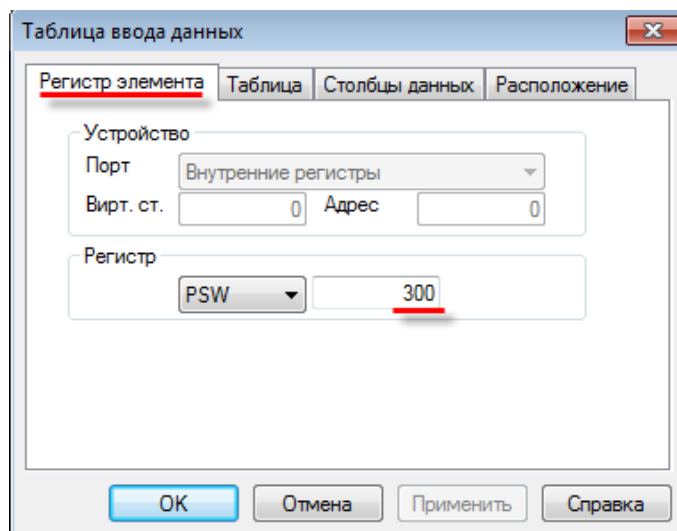 Таблица ввода данных
Регистр элемента Таблица Столбцы данных Расположение
Устройство
Порт Внутренние регистры
Вирт. ст. 0 Адрес 0
Регистр
PSW 300
OK Отмена Применить Справка